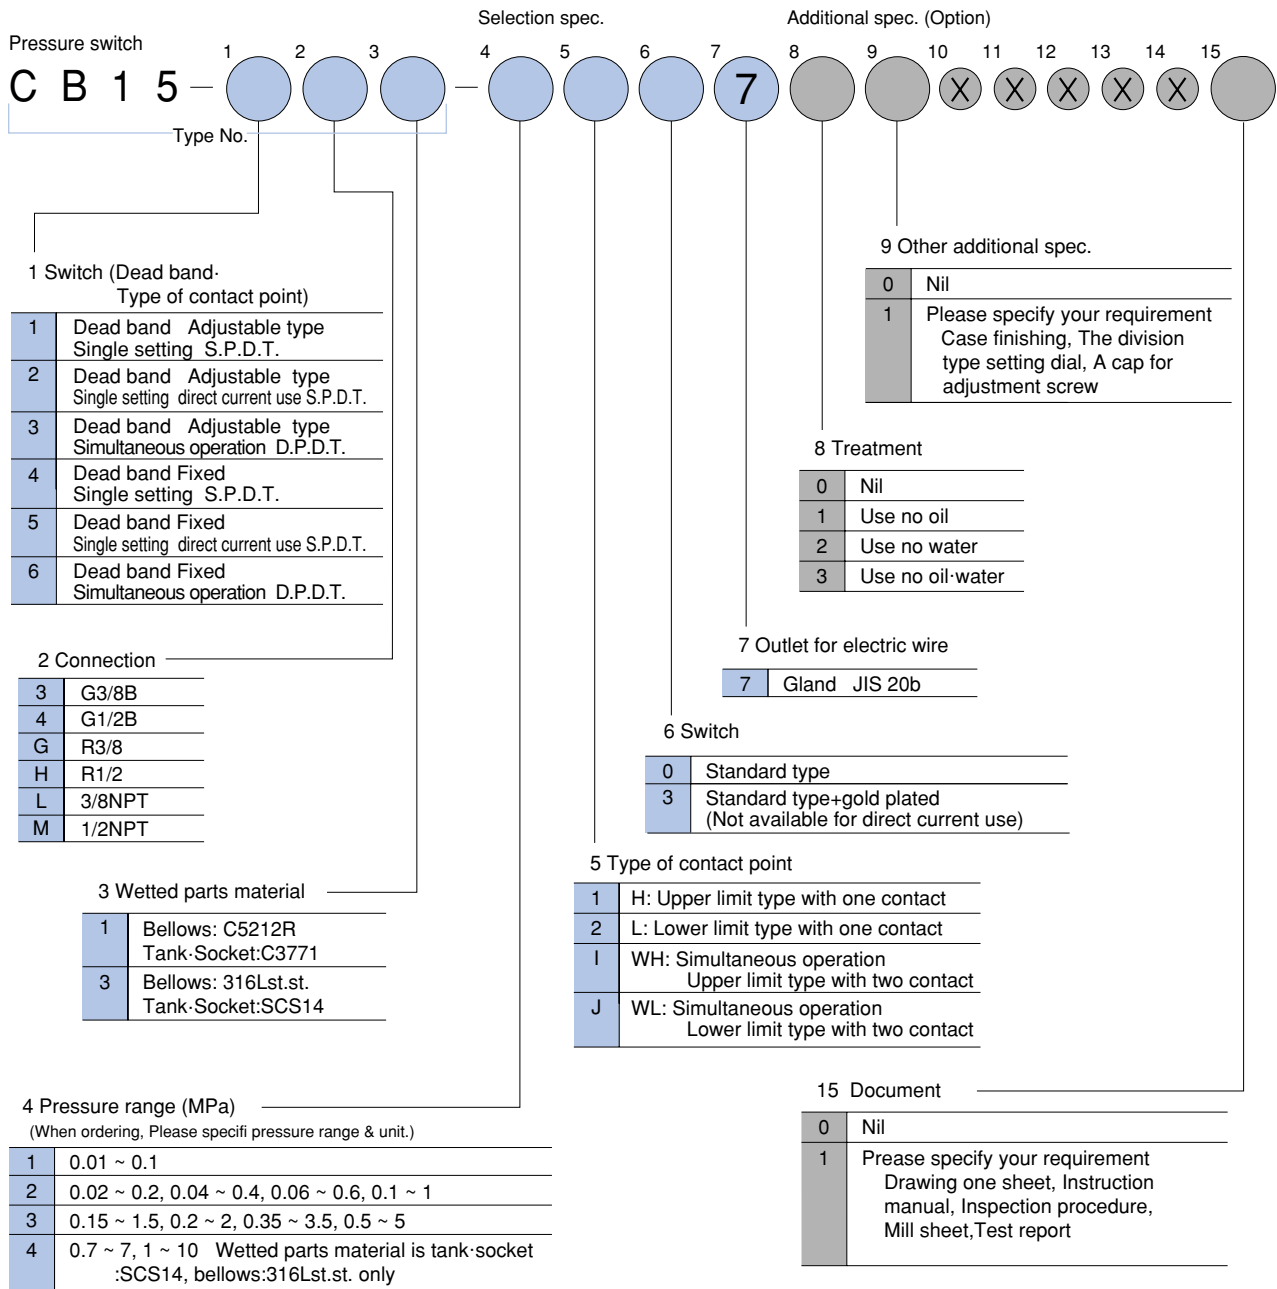 Selection spec.
Additional spec. (Option)
Pressure switch
1 2 3 4 5 6 7 8 9 10 11 12 13 14 15
C B 1 5 – – 7 X X X X X
Type No.
1 Switch (Dead band·
Type of contact point)
1 Dead band Adjustable type
Single setting S.P.D.T.
2 Dead band Adjustable type
Single setting direct current use S.P.D.T.
3 Dead band Adjustable type
Simultaneous operation D.P.D.T.
4 Dead band Fixed
Single setting S.P.D.T.
5 Dead band Fixed
Single setting direct current use S.P.D.T.
6 Dead band Fixed
Simultaneous operation D.P.D.T.
2 Connection
3 G3/8B
4 G1/2B
G R3/8
H R1/2
L 3/8NPT
M 1/2NPT
3 Wetted parts material
1 Bellows: C5212R
Tank·Socket:C3771
3 Bellows: 316Lst.st.
Tank·Socket:SCS14
4 Pressure range (MPa)
(When ordering, Please specifi pressure range & unit.)
1 0.01 ~ 0.1
2 0.02 ~ 0.2, 0.04 ~ 0.4, 0.06 ~ 0.6, 0.1 ~ 1
3 0.15 ~ 1.5, 0.2 ~ 2, 0.35 ~ 3.5, 0.5 ~ 5
4 0.7 ~ 7, 1 ~ 10 Wetted parts material is tank·socket
:SCS14, bellows:316Lst.st. only
5 Type of contact point
1 H: Upper limit type with one contact
2 L: Lower limit type with one contact
I WH: Simultaneous operation
Upper limit type with two contact
J WL: Simultaneous operation
Lower limit type with two contact
6 Switch
0 Standard type
3 Standard type+gold plated
(Not available for direct current use)
7 Outlet for electric wire
7 Gland JIS 20b
8 Treatment
0 Nil
1 Use no oil
2 Use no water
3 Use no oil·water
9 Other additional spec.
0 Nil
1 Please specify your requirement
Case finishing, The division
type setting dial, A cap for
adjustment screw
15 Document
0 Nil
1 Prease specify your requirement
Drawing one sheet, Instruction
manual, Inspection procedure,
Mill sheet,Test report